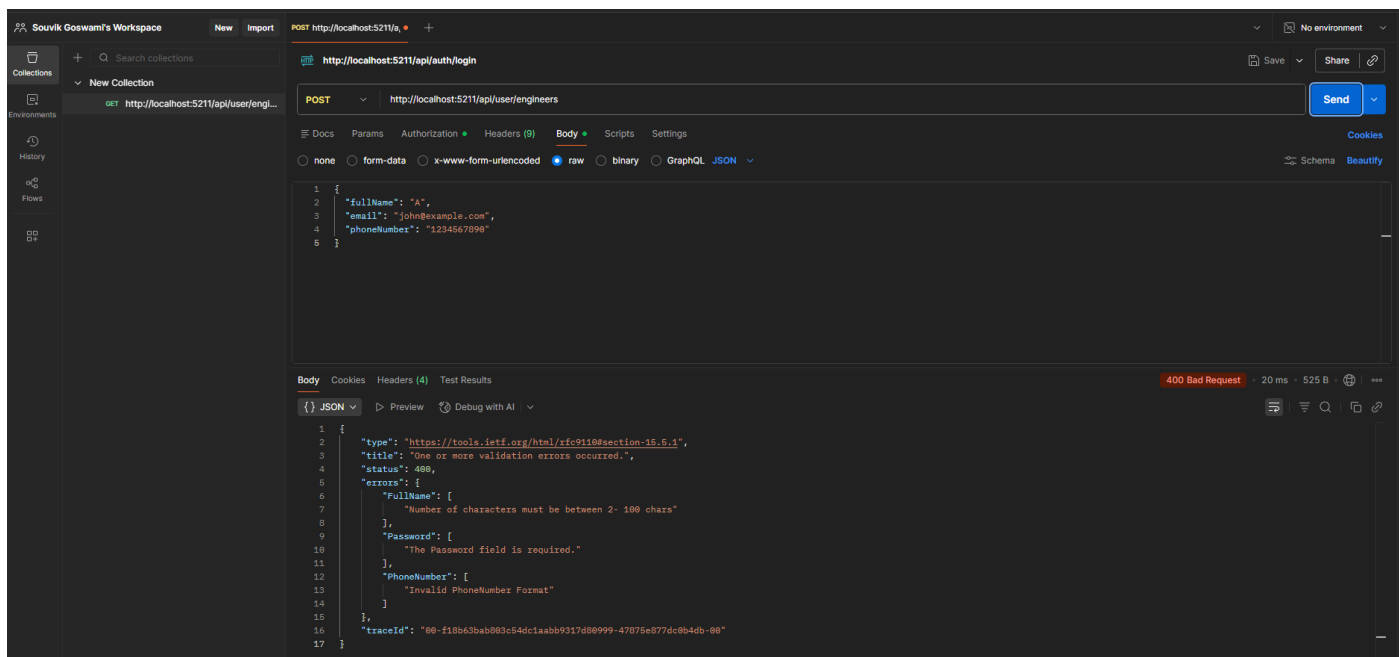 Souvik Goswami's Workspace New Import POST http://localhost:5211/a, No environment
Collections Search collections http://localhost:5211/api/auth/login Save Share
New Collection
GET http://localhost:5211/api/user/engi...
Environments
History
Flows
POST http://localhost:5211/api/user/engineers Send
Docs Params Authorization Headers (9) Body Scripts Settings Cookies
none form-data x-www-form-urlencoded raw binary GraphQL JSON Schema Beautify
1 {
2 "fullName": "A",
3 "email": "john@example.com",
4 "phoneNumber": "1234567890"
5 }
Body Cookies Headers (4) Test Results 400 Bad Request 20 ms 525 B
{} JSON Preview Debug with AI
1 {
2 "type": "https://tools.ietf.org/html/rfc9110#section-15.5.1",
3 "title": "One or more validation errors occurred.",
4 "status": 400,
5 "errors": {
6 "FullName": [
7 "Number of characters must be between 2- 100 chars"
8 ],
9 "Password": [
10 "The Password field is required."
11 ],
12 "PhoneNumber": [
13 "Invalid PhoneNumber Format"
14 ]
15 },
16 "traceId": "00-f18b63bab803c54dc1aabb9317d80999-47875e877dc0b4db-00"
17 }